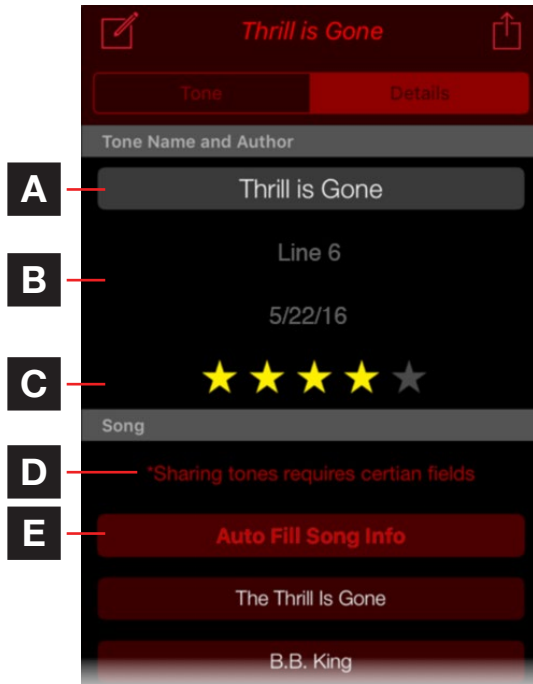 Thrill is Gone
Tone Details
Tone Name and Author
A Thrill is Gone
Line 6
B
5/22/16
C
Song
D *Sharing tones requires certian fields
E Auto Fill Song Info
The Thrill Is Gone
B.B. King